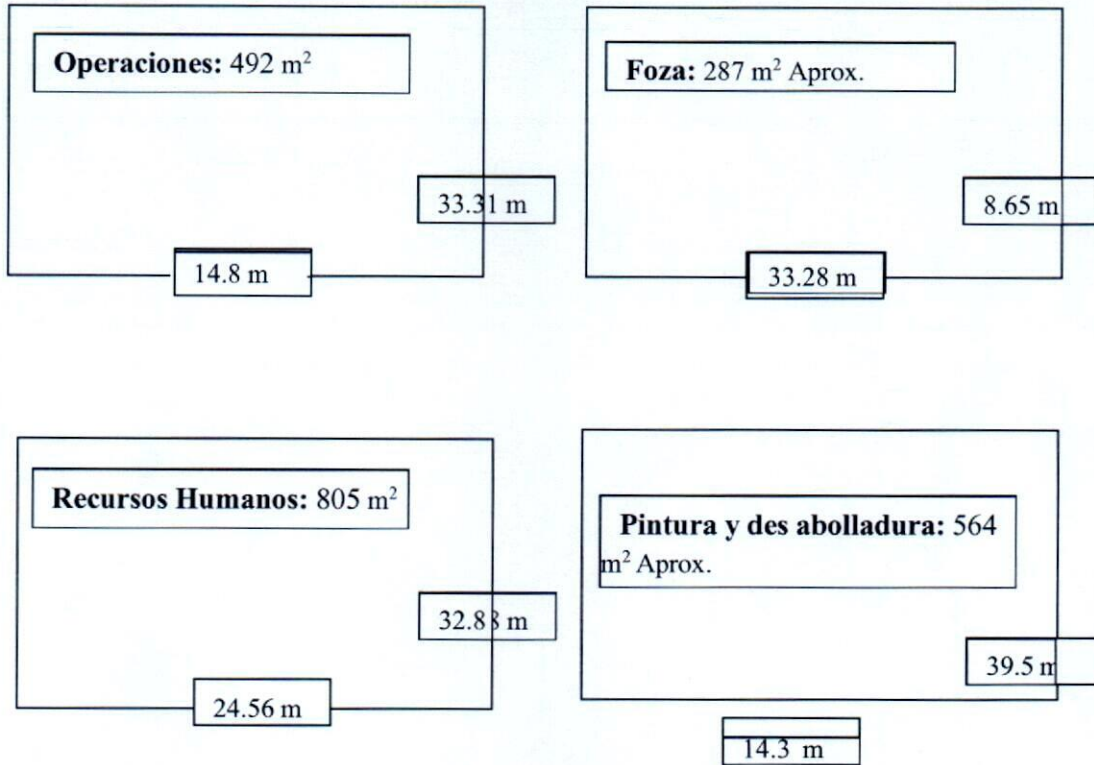 Operaciones: 492 m²
33.31 m
14.8 m
Foza: 287 m² Aprox.
8.65 m
33.28 m
Recursos Humanos: 805 m²
32.88 m
24.56 m
Pintura y des abolladura: 564
m² Aprox.
39.5 m
14.3 m